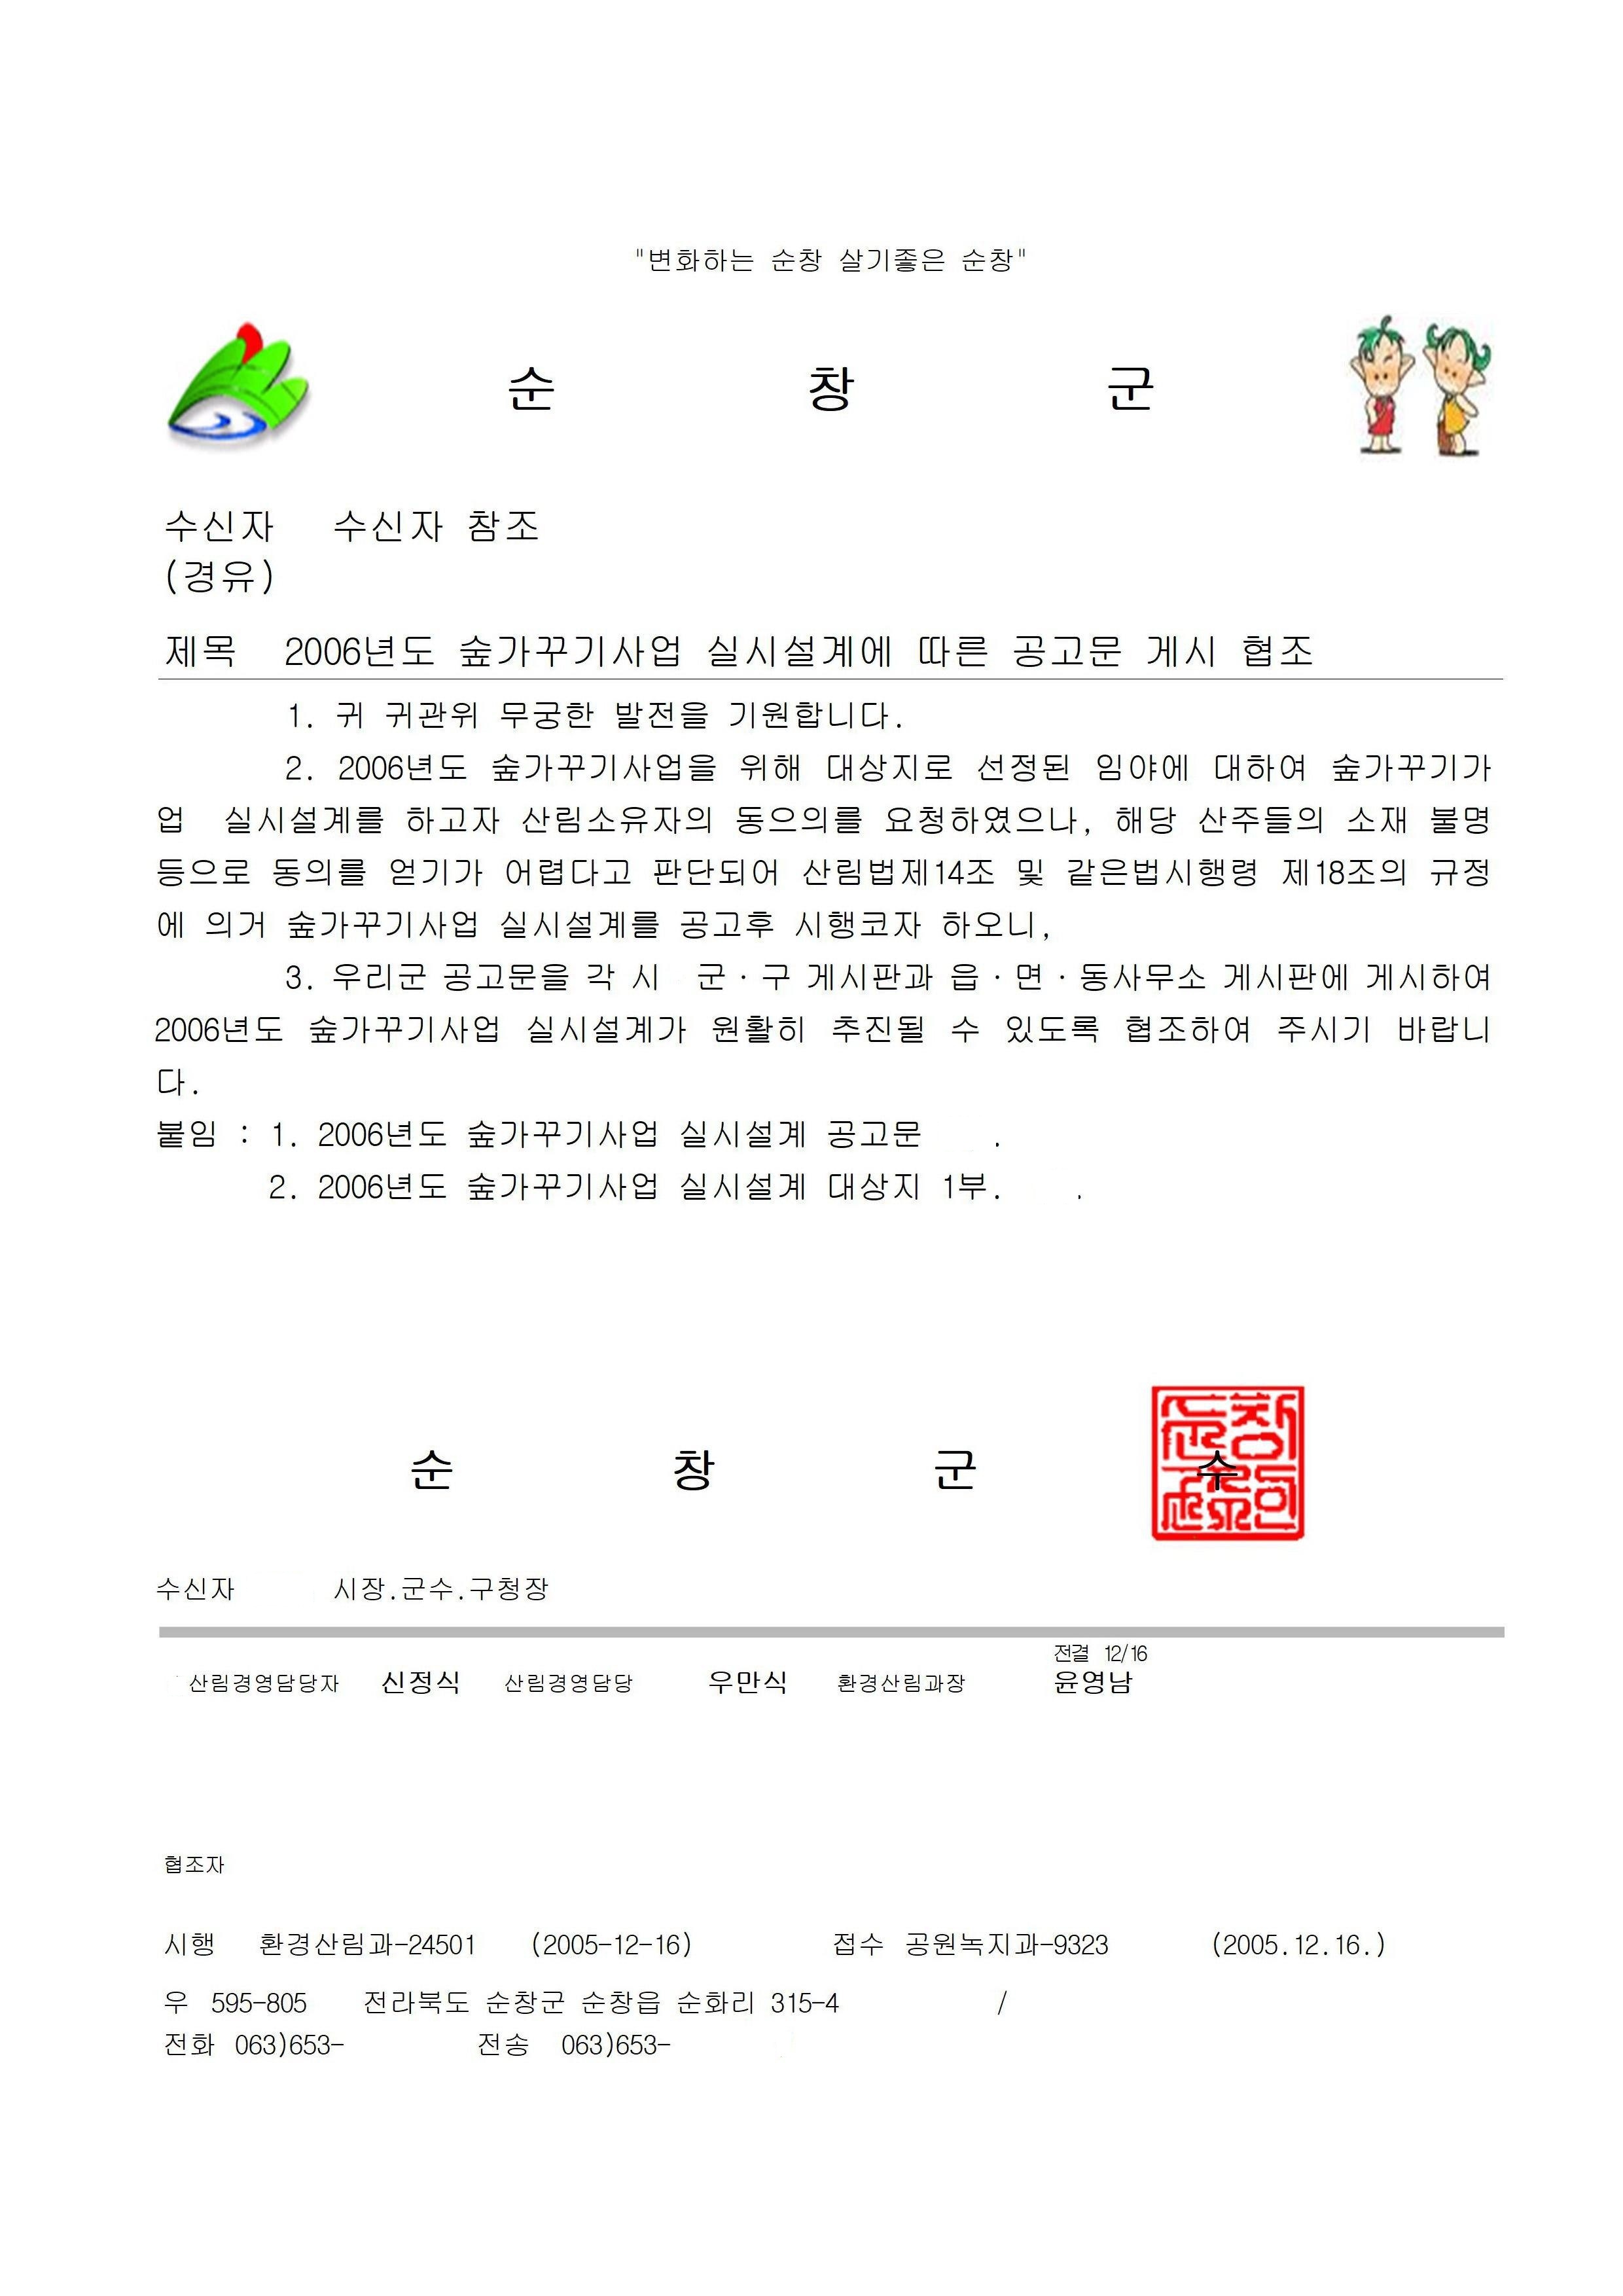 "변화하는 순창 살기좋은 순창"
순 창 군
수신자 수신자 참조
(경유)
제목 2006년도 숲가꾸기사업 실시설계에 따른 공고문 게시 협조
1. 귀 귀관위 무궁한 발전을 기원합니다.
2. 2006년도 숲가꾸기사업을 위해 대상지로 선정된 임야에 대하여 숲가꾸기가
업 실시설계를 하고자 산림소유자의 동으의를 요청하였으나, 해당 산주들의 소재 불명
등으로 동의를 얻기가 어렵다고 판단되어 산림법제14조 및 같은법시행령 제18조의 규정
에 의거 숲가꾸기사업 실시설계를 공고후 시행코자 하오니,
3. 우리군 공고문을 각 시 군·구 게시판과 읍·면·동사무소 게시판에 게시하여
2006년도 숲가꾸기사업 실시설계가 원활히 추진될 수 있도록 협조하여 주시기 바랍니
다.
붙임 : 1. 2006년도 숲가꾸기사업 실시설계 공고문 .
2. 2006년도 숲가꾸기사업 실시설계 대상지 1부. .
순 창 군 수
수신자 시장.군수.구청장
전결 12/16
산림경영담당자 신정식 산림경영담당 우만식 환경산림과장 윤영남
협조자
시행 환경산림과-24501 (2005-12-16) 접수 공원녹지과-9323 (2005.12.16.)
우 595-805 전라북도 순창군 순창읍 순화리 315-4 /
전화 063)653- 전송 063)653-